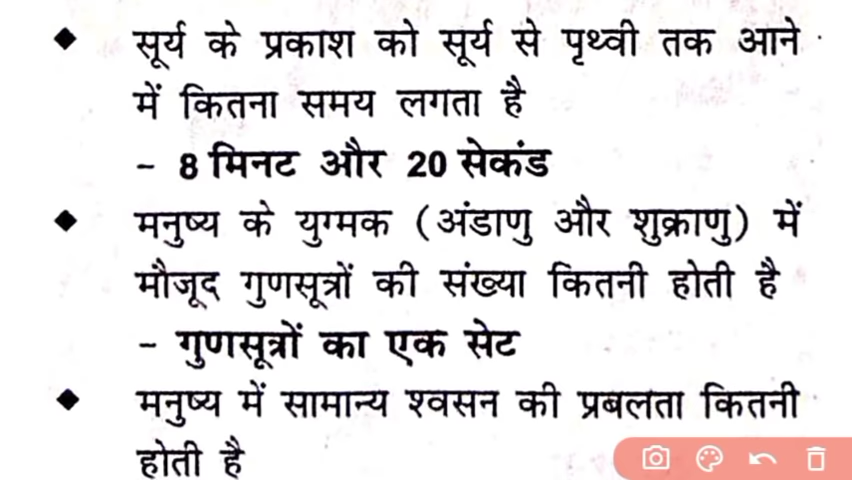 ◆ सूर्य के प्रकाश को सूर्य से पृथ्वी तक आने
में कितना समय लगता है
- 8 मिनट और 20 सेकंड
◆ मनुष्य के युग्मक (अंडाणु और शुक्राणु) में
मौजूद गुणसूत्रों की संख्या कितनी होती है
- गुणसूत्रों का एक सेट
◆ मनुष्य में सामान्य श्वसन की प्रबलता कितनी
होती है